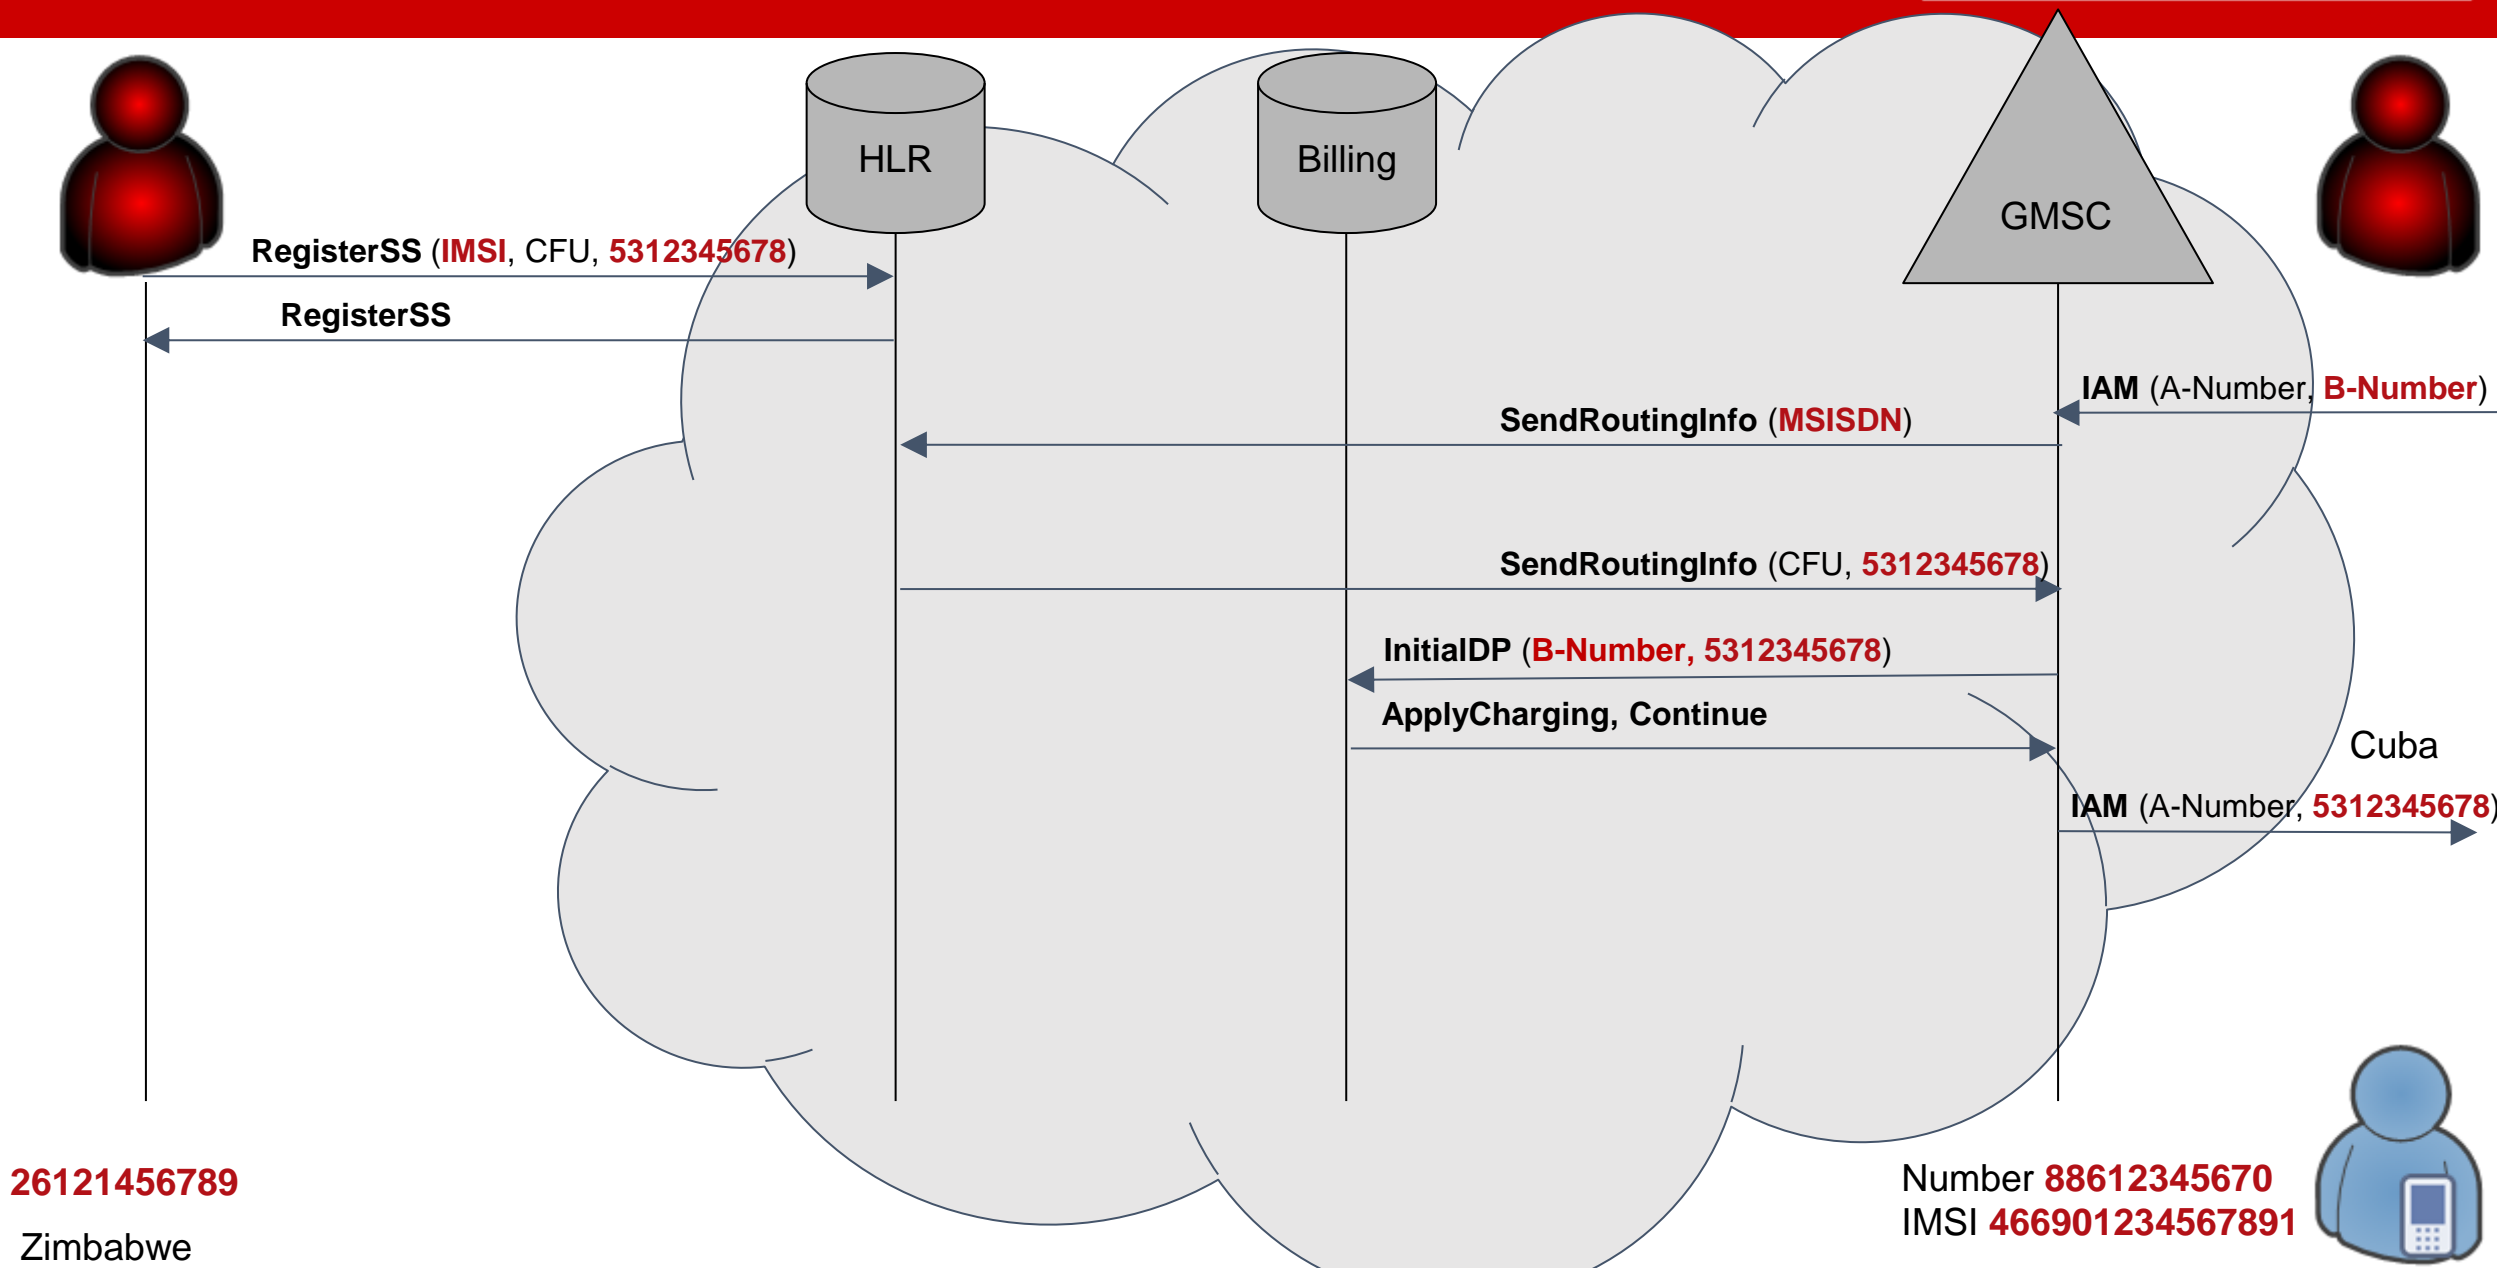 HLR
Billing
GMSC
RegisterSS (IMSI, CFU, 5312345678)
RegisterSS
IAM (A-Number, B-Number)
SendRoutingInfo (MSISDN)
SendRoutingInfo (CFU, 5312345678)
InitialDP (B-Number, 5312345678)
ApplyCharging, Continue
Cuba
IAM (A-Number, 5312345678)
26121456789
Zimbabwe
Number 88612345670
IMSI 466901234567891